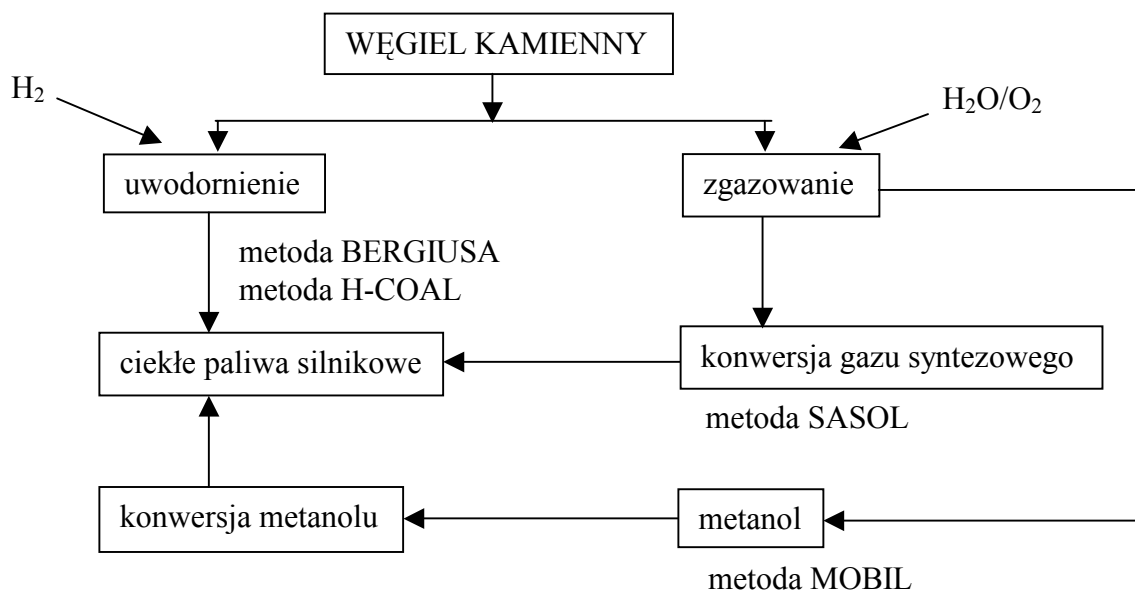 WĘGIEL KAMIENNY
H₂
H₂O/O₂
uwodornienie
zgazowanie
metoda BERGIUSA
metoda H-COAL
ciekłe paliwa silnikowe
konwersja gazu syntezowego
metoda SASOL
konwersja metanolu
metanol
metoda MOBIL